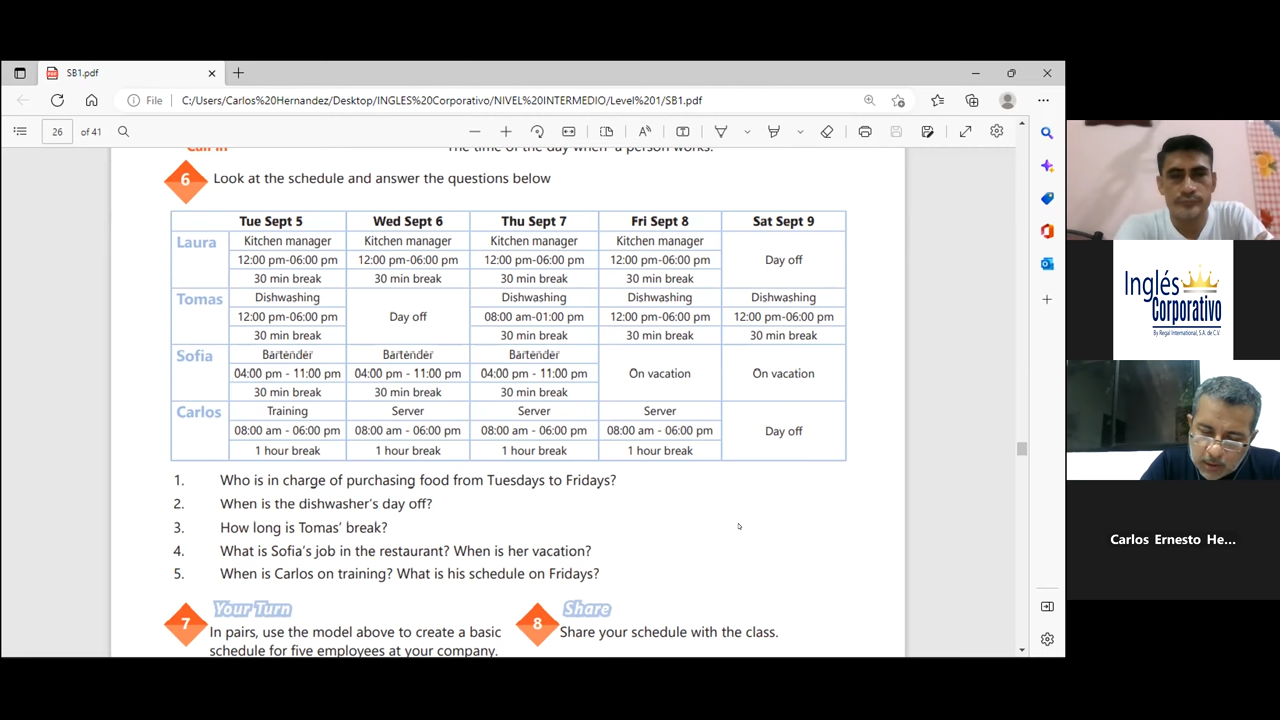 SB1.pdf
File C:/Users/Carlos%20Hernandez/Desktop/INGLES%20Corporativo/NIVEL%20INTERMEDIO/Level%201/SB1.pdf
26 of 41
Call in The time of the day when a person works.
6 Look at the schedule and answer the questions below
Tue Sept 5 Wed Sept 6 Thu Sept 7 Fri Sept 8 Sat Sept 9
Laura Kitchen manager Kitchen manager Kitchen manager Kitchen manager
12:00 pm-06:00 pm 12:00 pm-06:00 pm 12:00 pm-06:00 pm 12:00 pm-06:00 pm Day off
30 min break 30 min break 30 min break 30 min break
Tomas Dishwashing Dishwashing Dishwashing Dishwashing
12:00 pm-06:00 pm Day off 08:00 am-01:00 pm 12:00 pm-06:00 pm 12:00 pm-06:00 pm
30 min break 30 min break 30 min break 30 min break
Sofia Bartender Bartender Bartender
04:00 pm - 11:00 pm 04:00 pm - 11:00 pm 04:00 pm - 11:00 pm On vacation On vacation
30 min break 30 min break 30 min break
Carlos Training Server Server Server
08:00 am - 06:00 pm 08:00 am - 06:00 pm 08:00 am - 06:00 pm 08:00 am - 06:00 pm Day off
1 hour break 1 hour break 1 hour break 1 hour break
1. Who is in charge of purchasing food from Tuesdays to Fridays?
2. When is the dishwasher's day off?
3. How long is Tomas' break?
4. What is Sofia's job in the restaurant? When is her vacation?
5. When is Carlos on training? What is his schedule on Fridays?
7 Your Turn
In pairs, use the model above to create a basic
schedule for five employees at your company.
8 Share
Share your schedule with the class.
Inglés
Corporativo
By Regal International, S.A. de C.V.
Carlos Ernesto He...